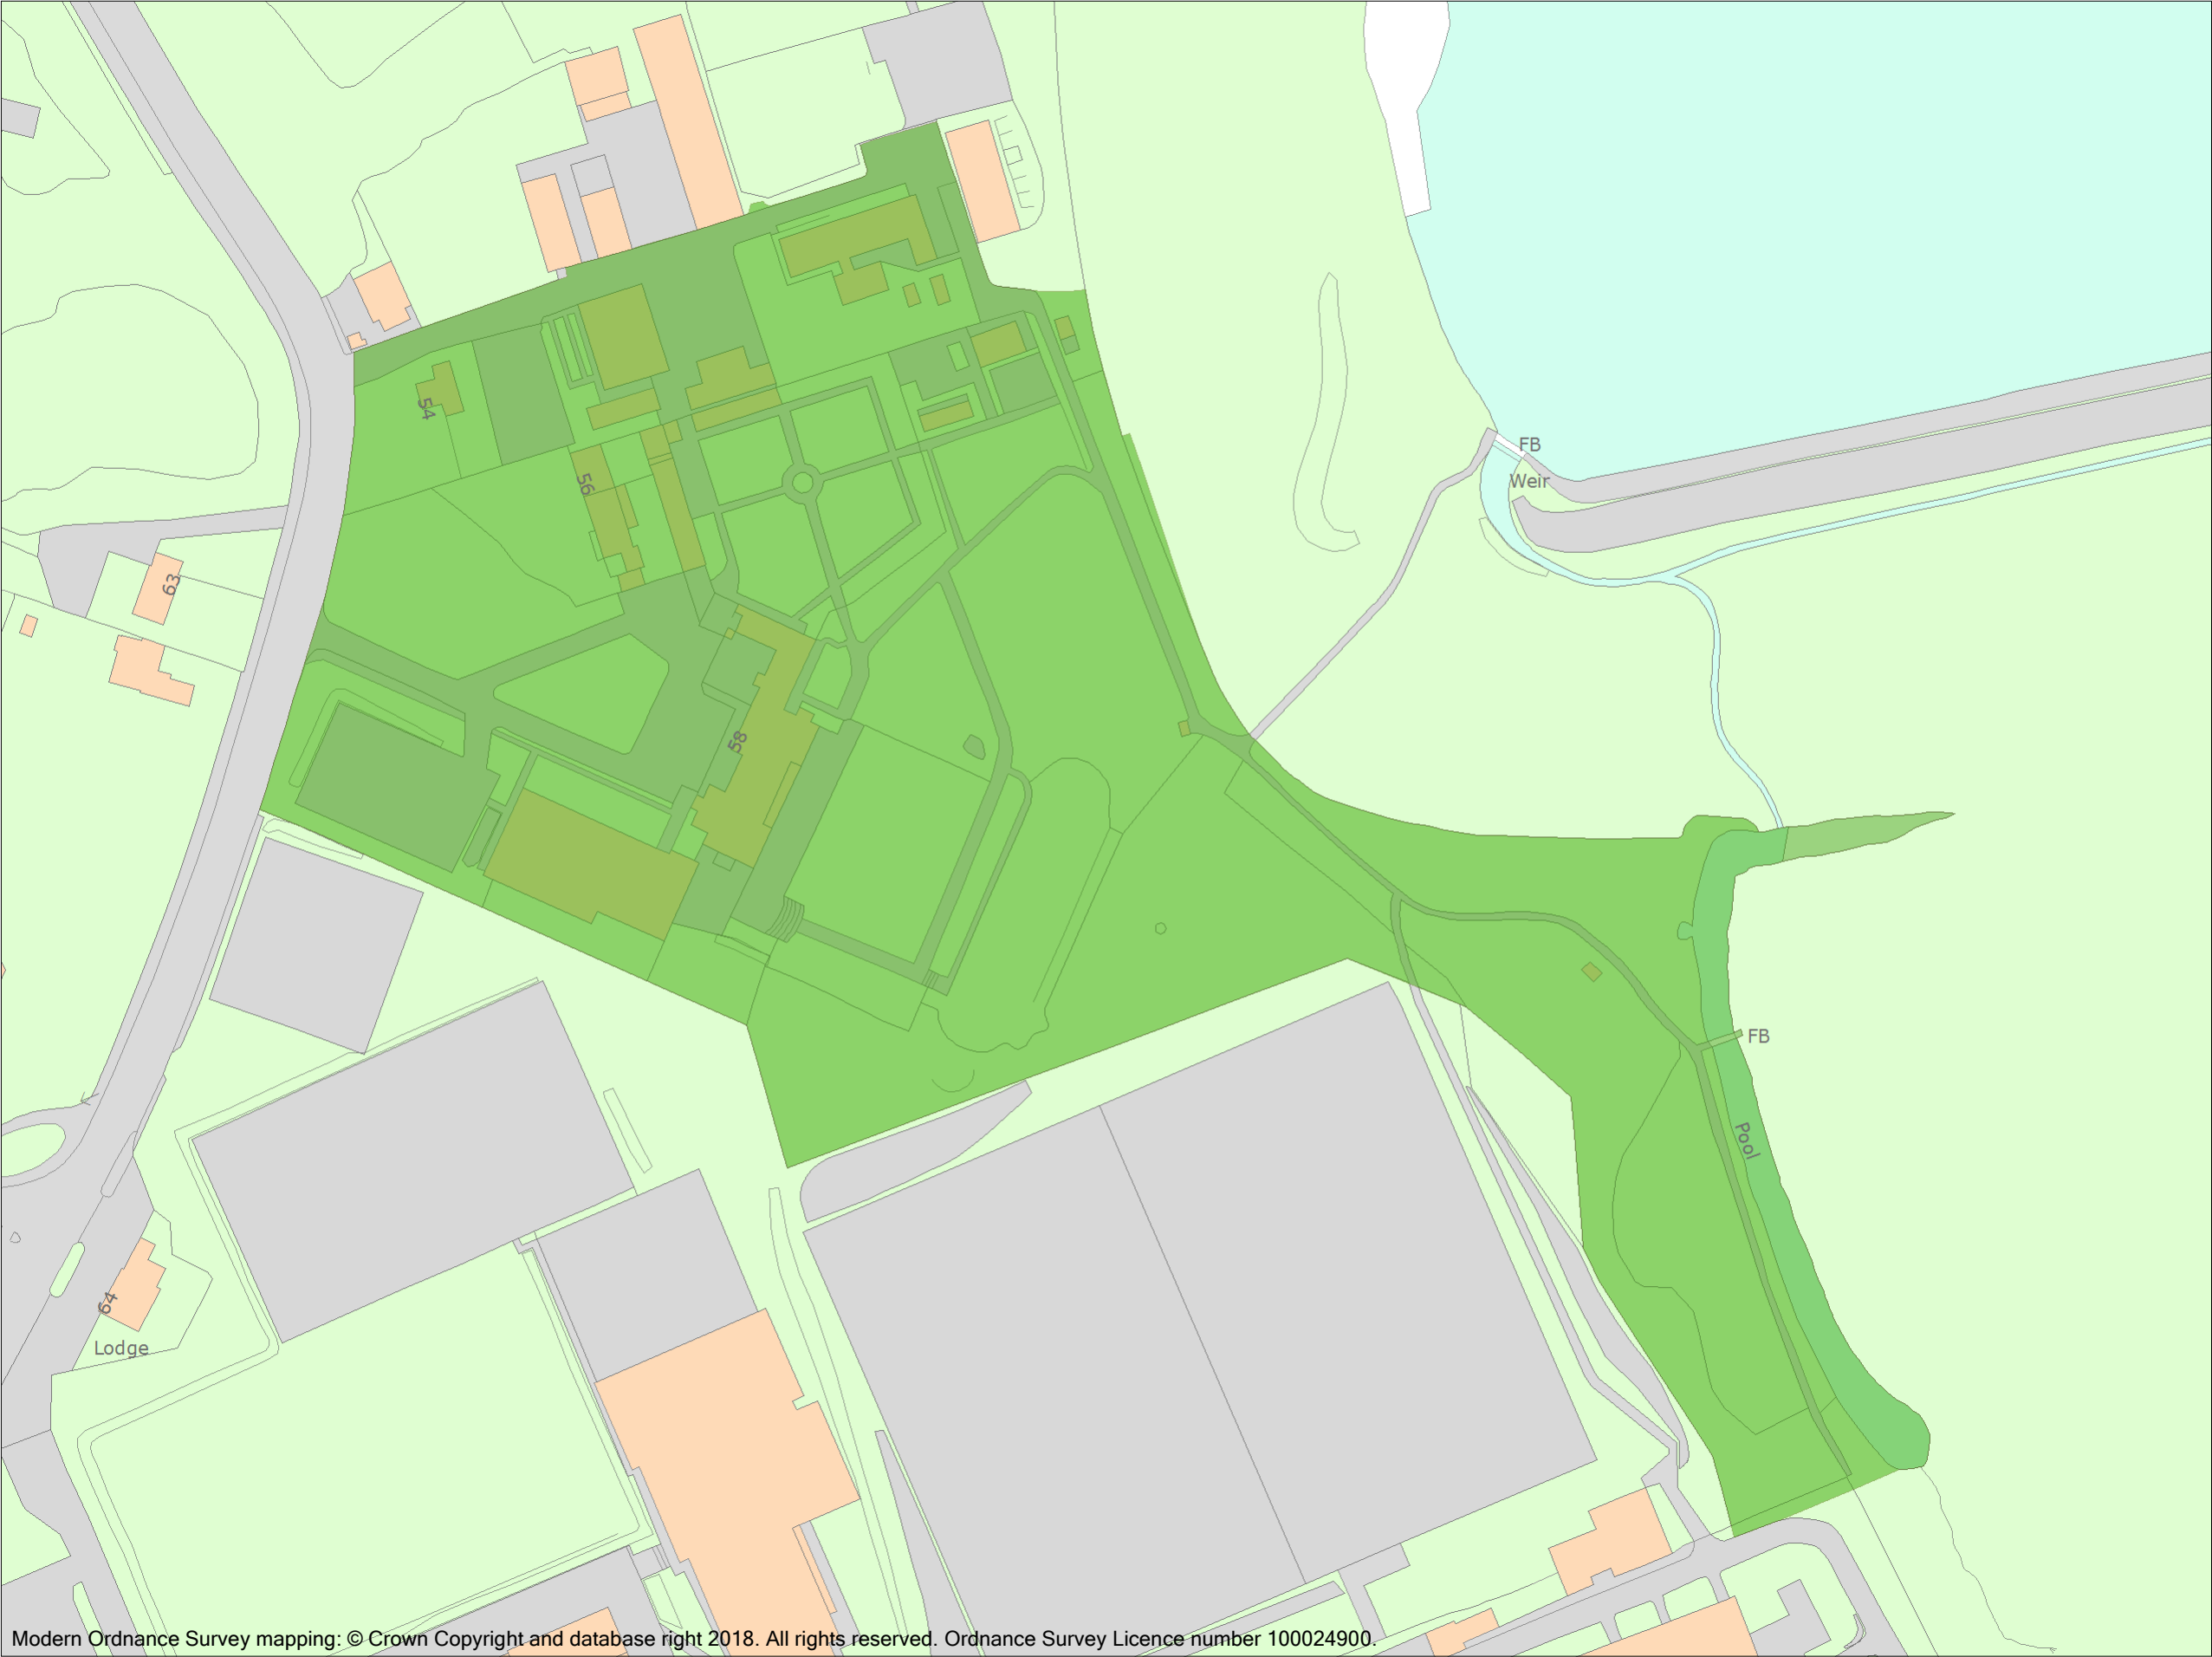 54
FB
Weir
56
63
58
FB
Pool
64
Lodge
Modern Ordnance Survey mapping: © Crown Copyright and database right 2018. All rights reserved. Ordnance Survey Licence number 100024900.